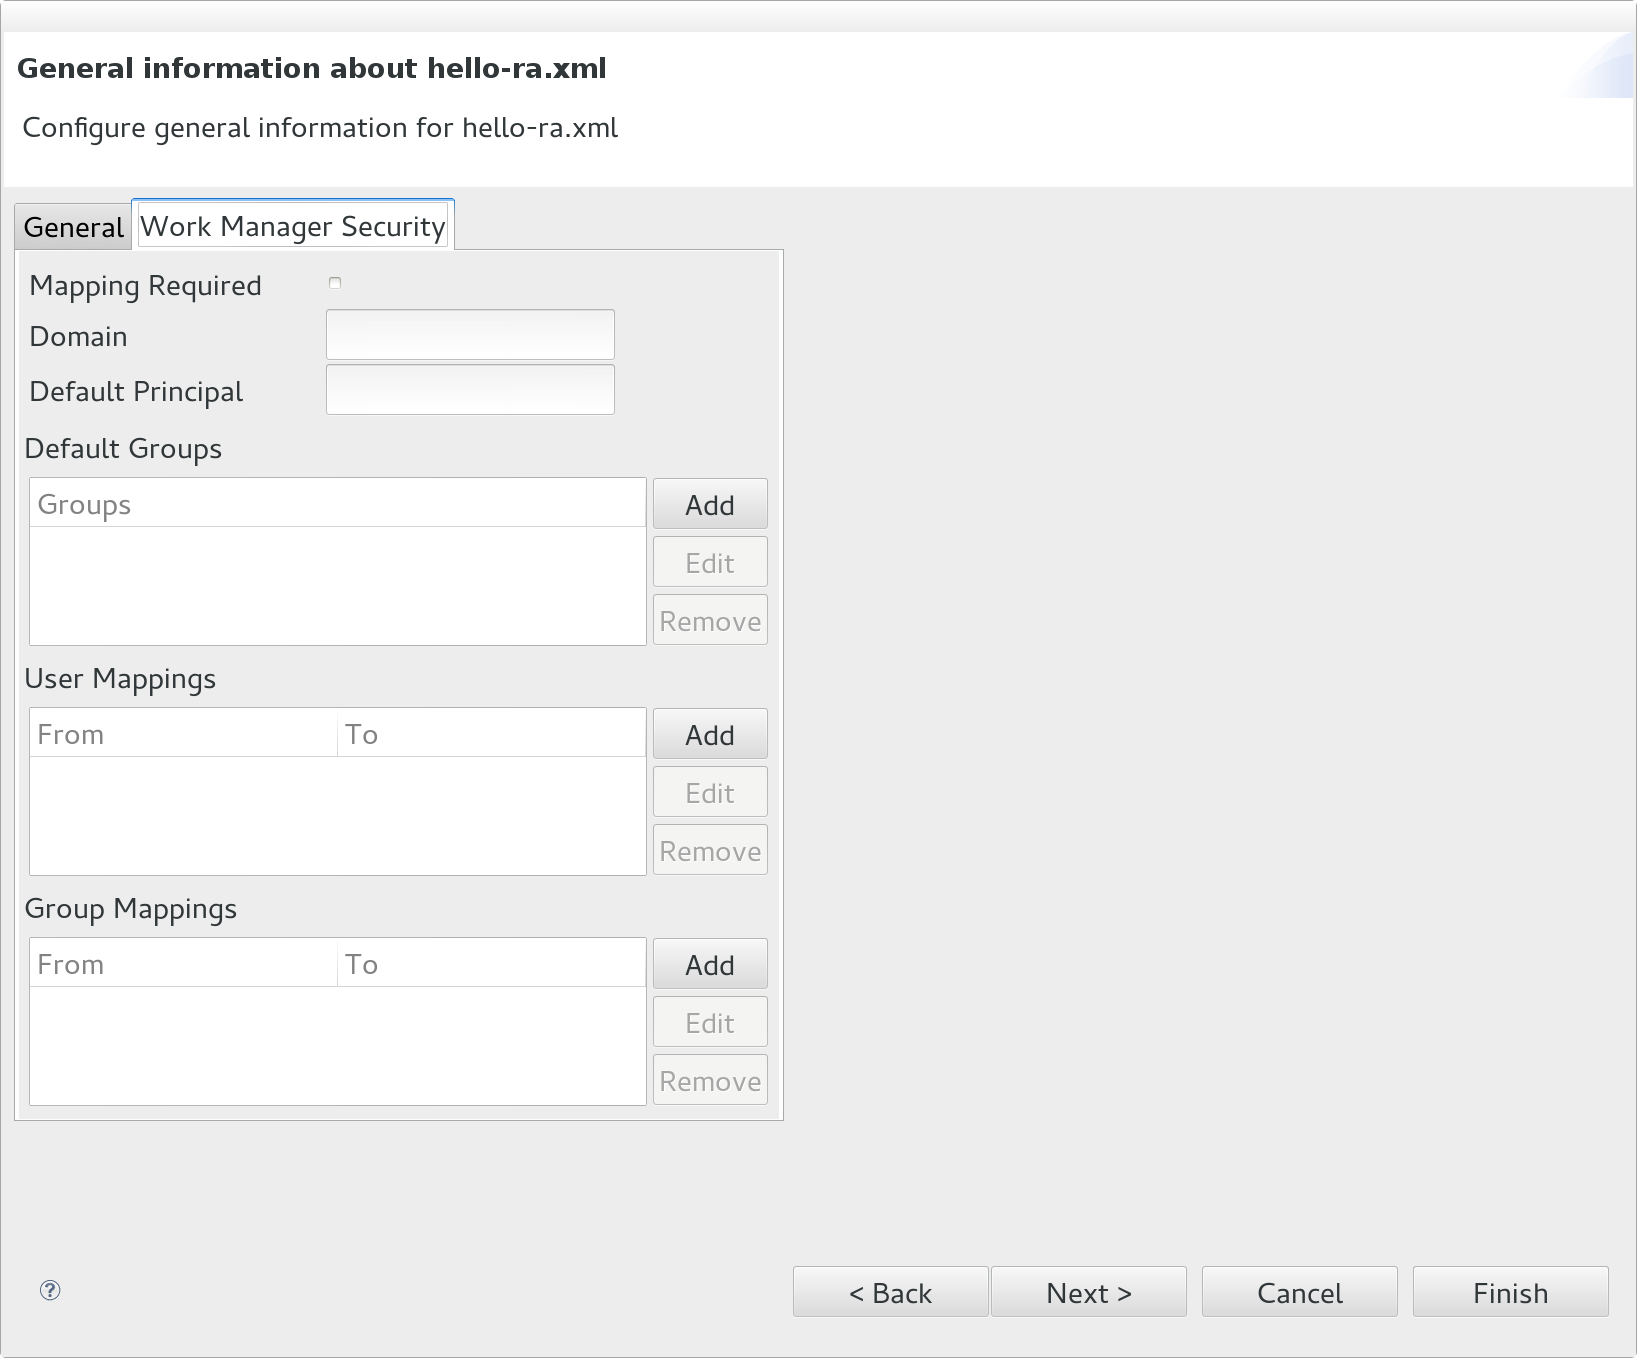 General information about hello-ra.xml
Configure general information for hello-ra.xml
General Work Manager Security
Mapping Required
Domain
Default Principal
Default Groups
Groups Add
Edit
Remove
User Mappings
From To Add
Edit
Remove
Group Mappings
From To Add
Edit
Remove
? < Back Next > Cancel Finish